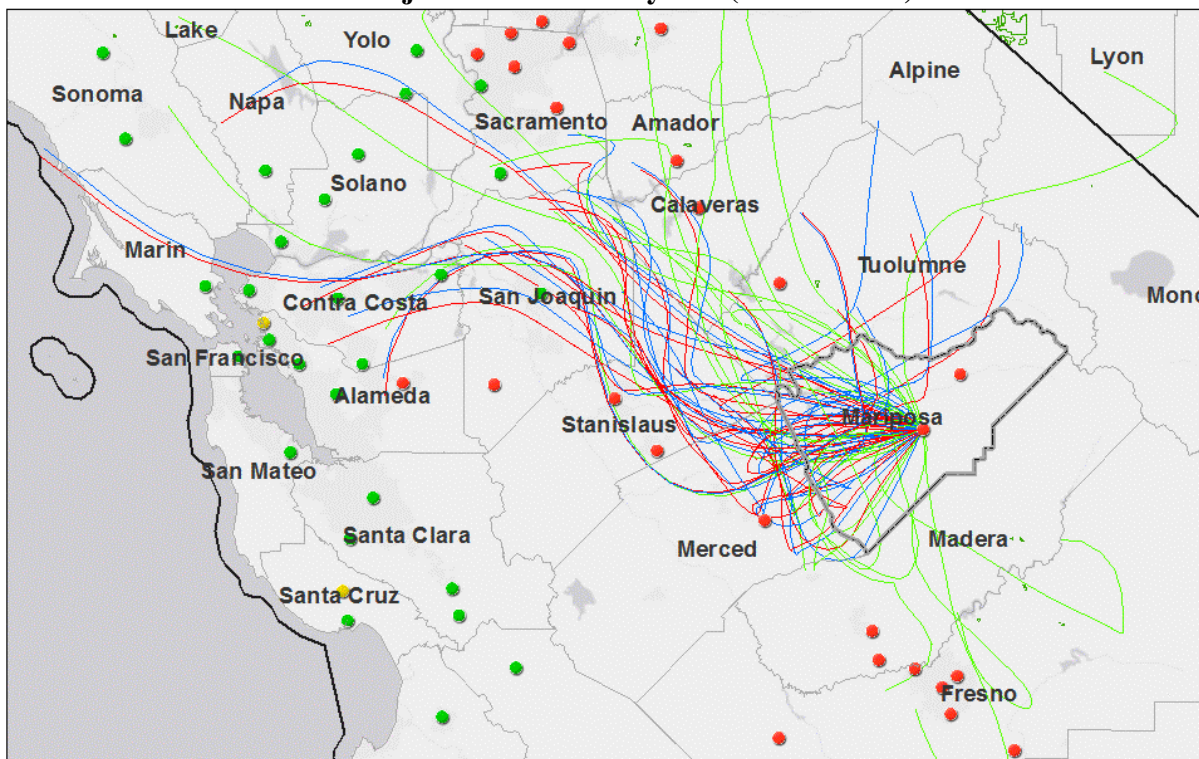 Lake
Yolo
Lyon
Alpine
Sonoma
Napa
Sacramento
Amador
Solano
Calaveras
Marin
Tuolumne
Contra Costa
San Joaquin
Mono
San Francisco
Alameda
Stanislaus
Mariposa
San Mateo
Santa Clara
Merced
Madera
Santa Cruz
Fresno